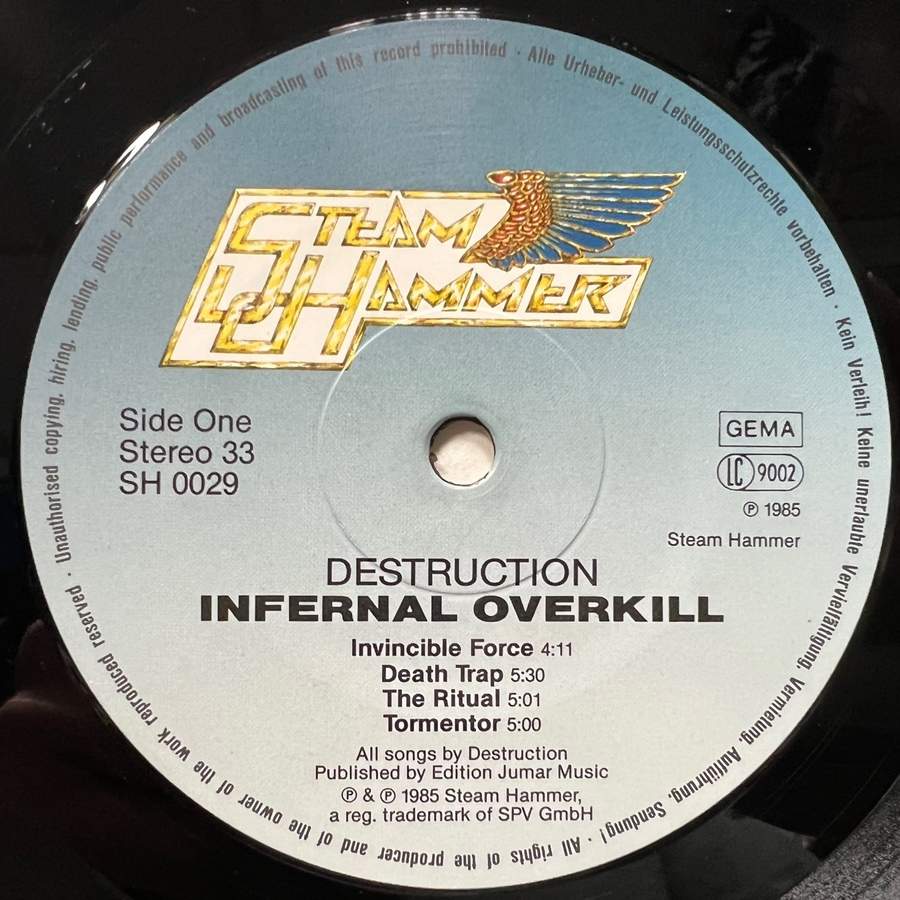 STEAM
HAMMER
Side One
Stereo 33
SH 0029
GEMA
LC 9002
℗ 1985
Steam Hammer
DESTRUCTION
INFERNAL OVERKILL
Invincible Force 4:11
Death Trap 5:30
The Ritual 5:01
Tormentor 5:00
All songs by Destruction
Published by Edition Jumar Music
℗ & ℗ 1985 Steam Hammer,
a reg. trademark of SPV GmbH
Alle Urheber- und Leistungsschutzrechte vorbehalten · Kein Verleih! Keine unerlaubte Vervielfältigung, Vermietung, Aufführung, Sendung! · All rights of the producer and of the owner of the work reproduced reserved · Unauthorised copying, hiring, lending, public performance and broadcasting of this record prohibited ·